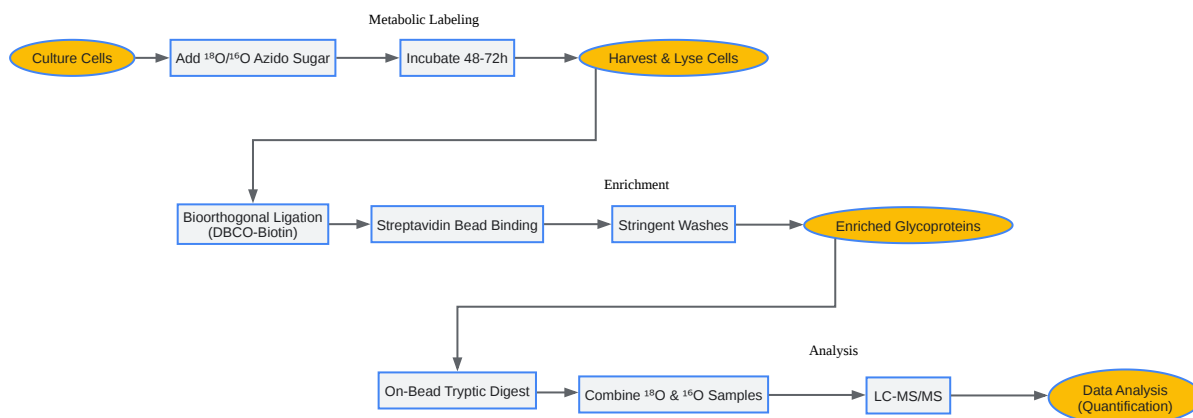 Metabolic Labeling
Culture Cells
Add ¹⁸O/¹⁶O Azido Sugar
Incubate 48-72h
Harvest & Lyse Cells
Enrichment
Bioorthogonal Ligation
(DBCO-Biotin)
Streptavidin Bead Binding
Stringent Washes
Enriched Glycoproteins
Analysis
On-Bead Tryptic Digest
Combine ¹⁸O & ¹⁶O Samples
LC-MS/MS
Data Analysis
(Quantification)